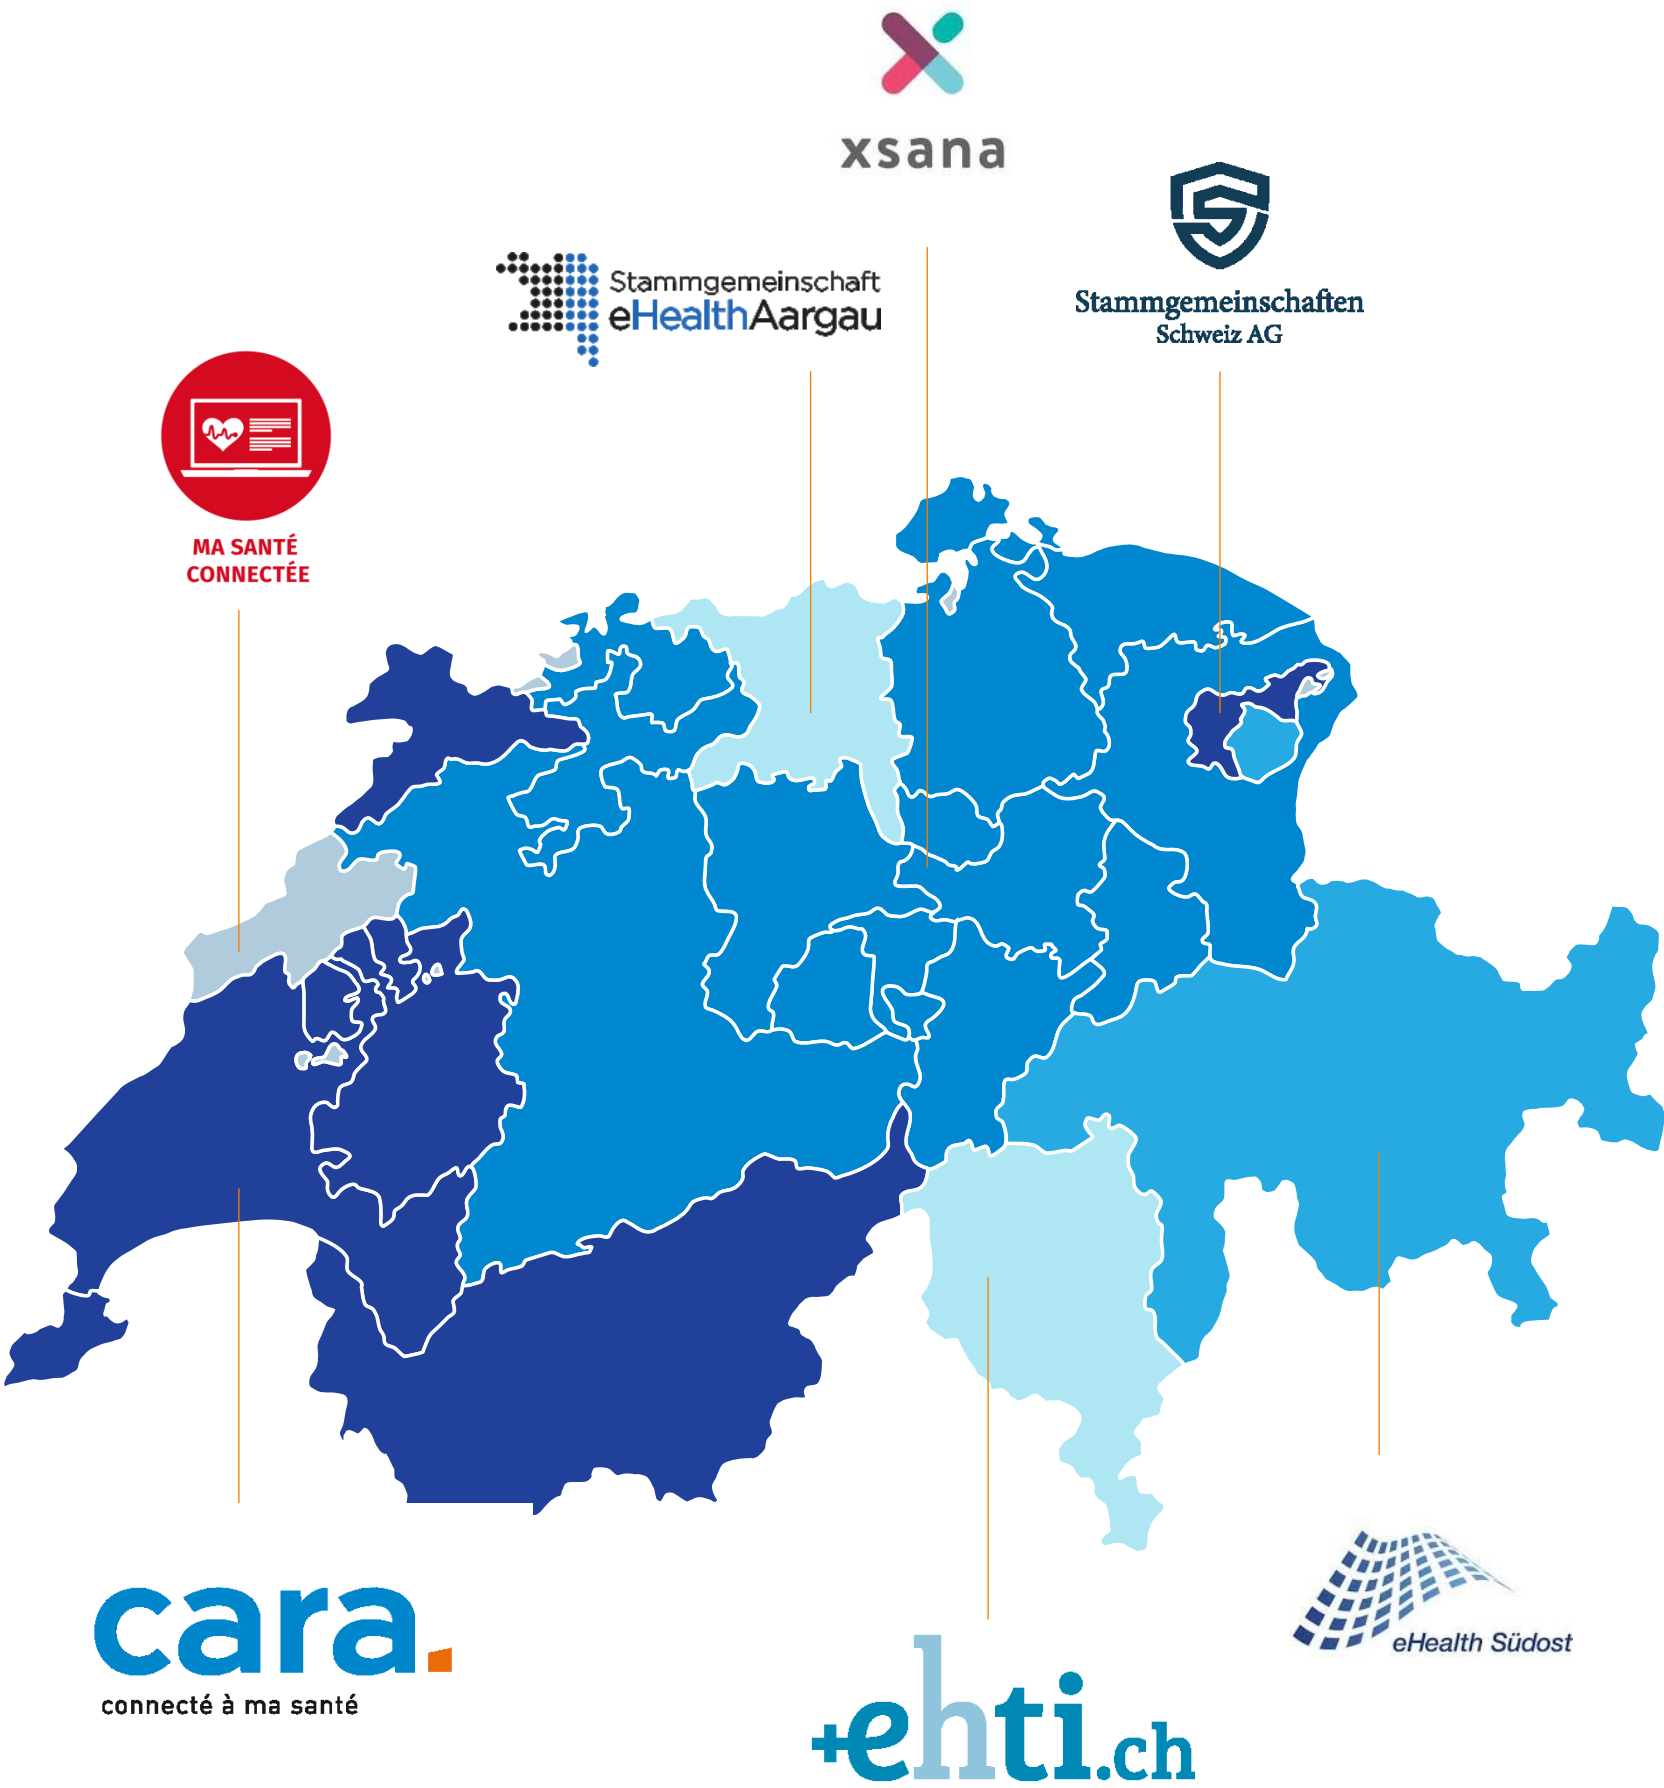 xsana
Stammgemeinschaft
eHealthAargau
Stammgemeinschaften
Schweiz AG
MA SANTÉ
CONNECTÉE
cara.
connecté à ma santé
+ehti.ch
eHealth Südost